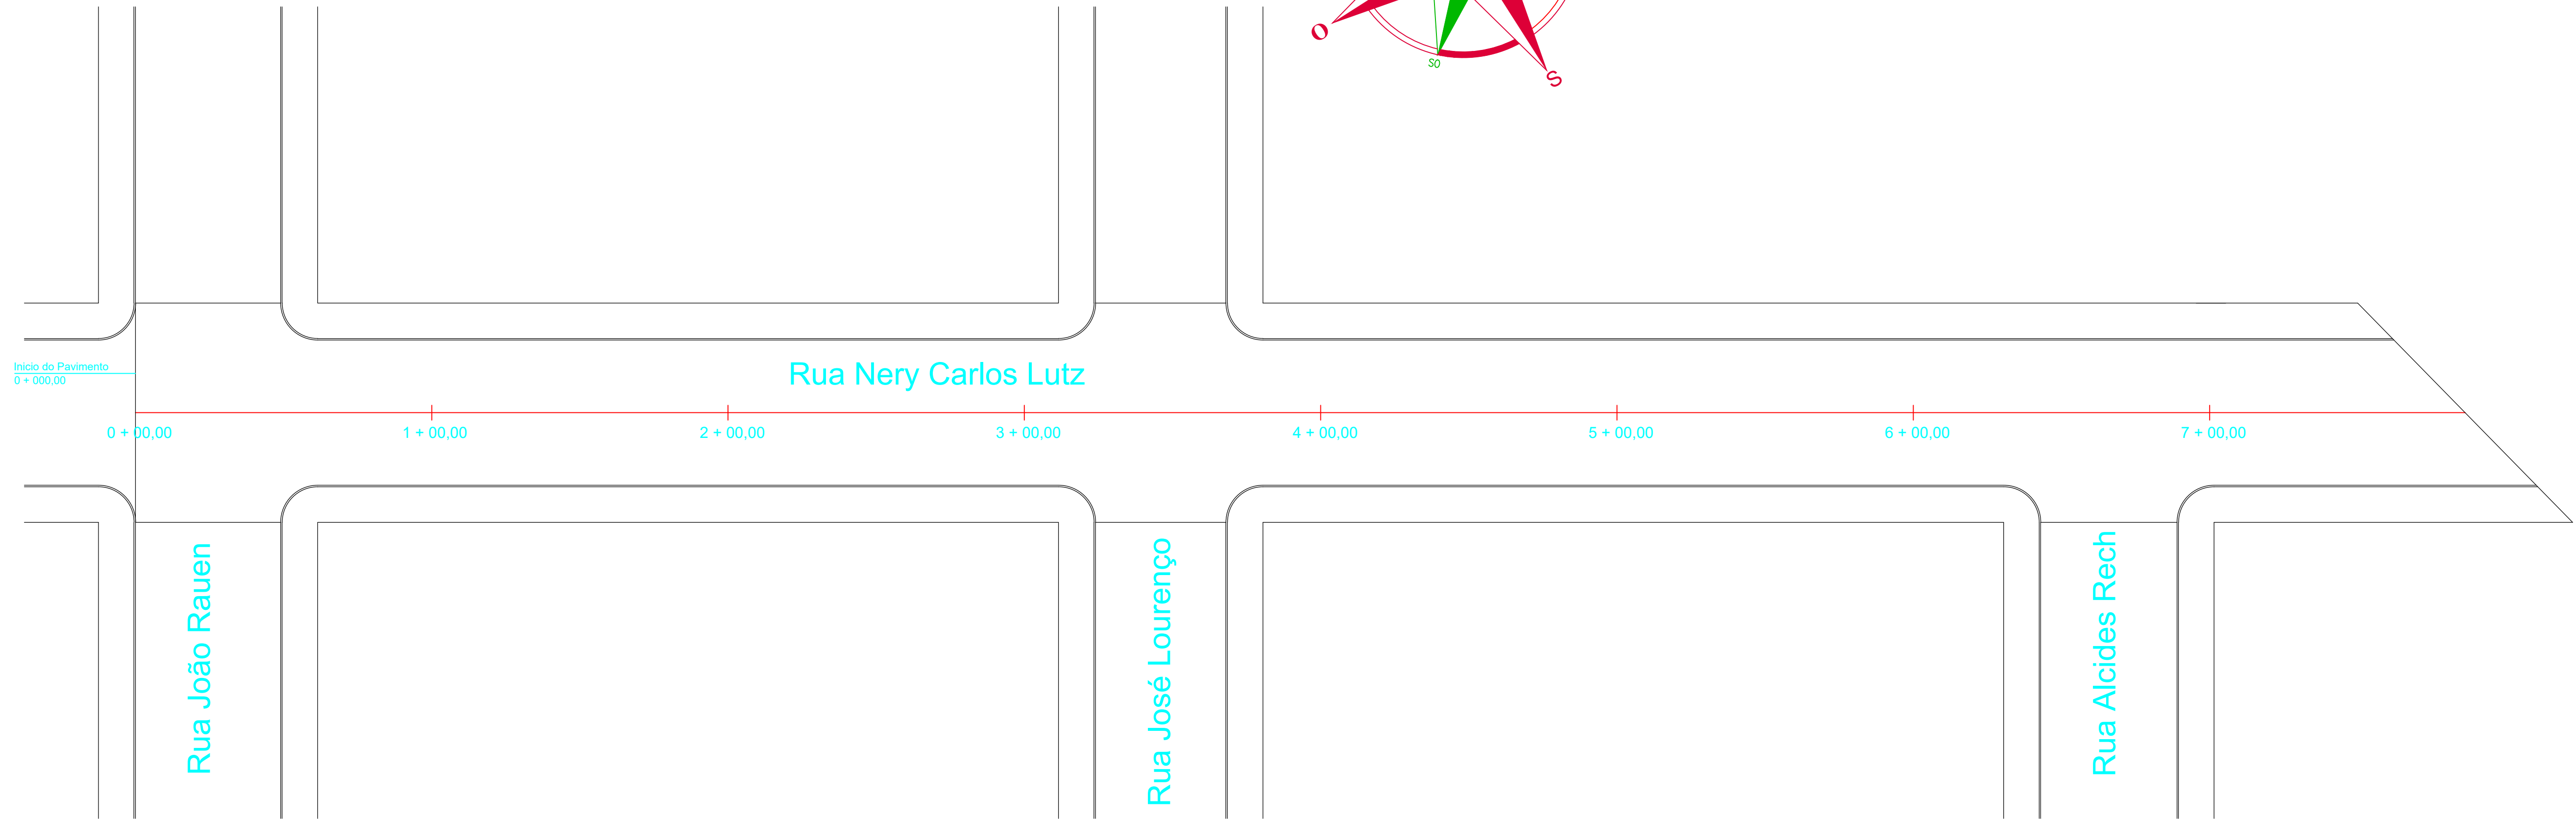 O
SO
S
Inicio do Pavimento
0 + 000,00
Rua Nery Carlos Lutz
0 + 00,00
1 + 00,00
2 + 00,00
3 + 00,00
4 + 00,00
5 + 00,00
6 + 00,00
7 + 00,00
Rua João Rauen
Rua José Lourenço
Rua Alcides Rech